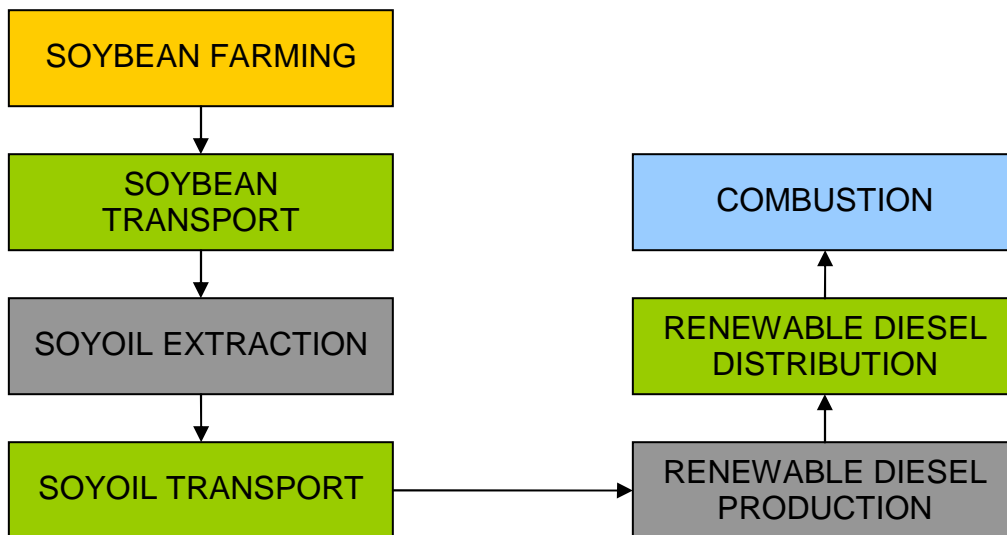 SOYBEAN FARMING
SOYBEAN
TRANSPORT
SOYOIL EXTRACTION
SOYOIL TRANSPORT
COMBUSTION
RENEWABLE DIESEL
DISTRIBUTION
RENEWABLE DIESEL
PRODUCTION